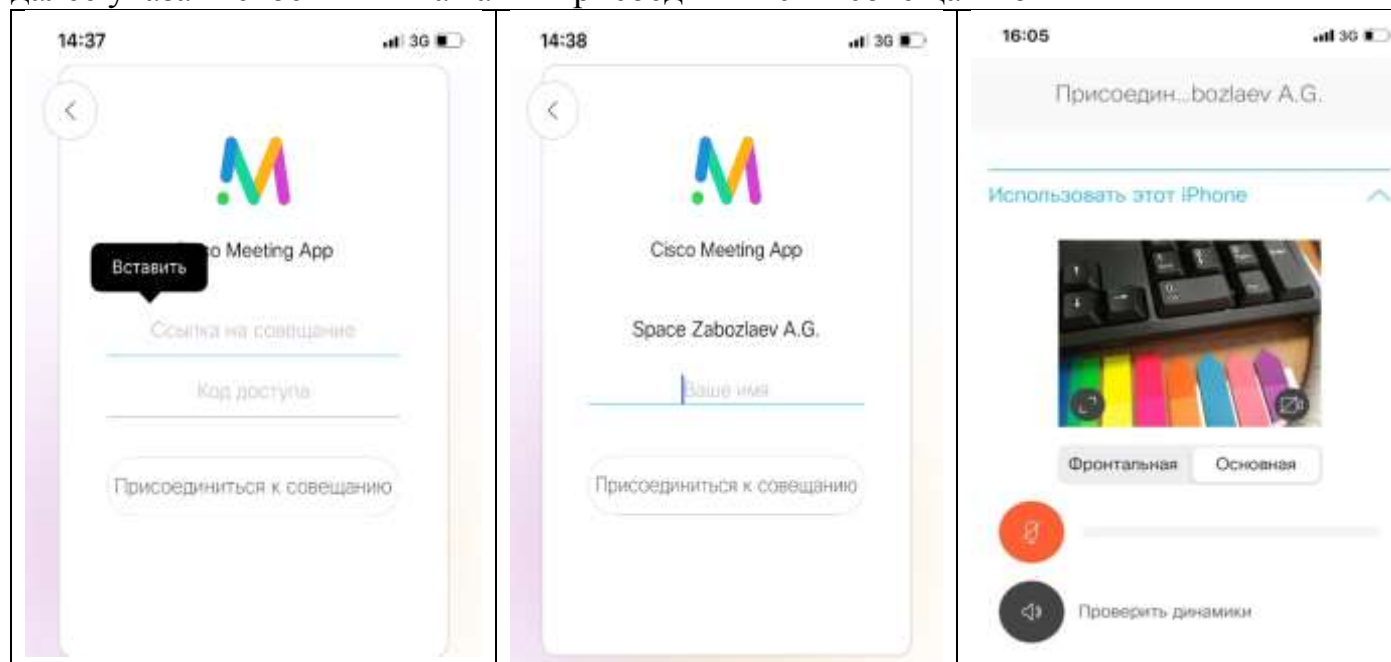 14:37
3G
Вставить
o Meeting App
Ссылка на совещание
Код доступа
Присоединиться к совещанию
14:38
3G
Cisco Meeting App
Space Zabozlaev A.G.
Ваше имя
Присоединиться к совещанию
16:05
3G
Присоедин...bozlaev A.G.
Использовать этот iPhone
Фронтальная
Основная
Проверить динамики